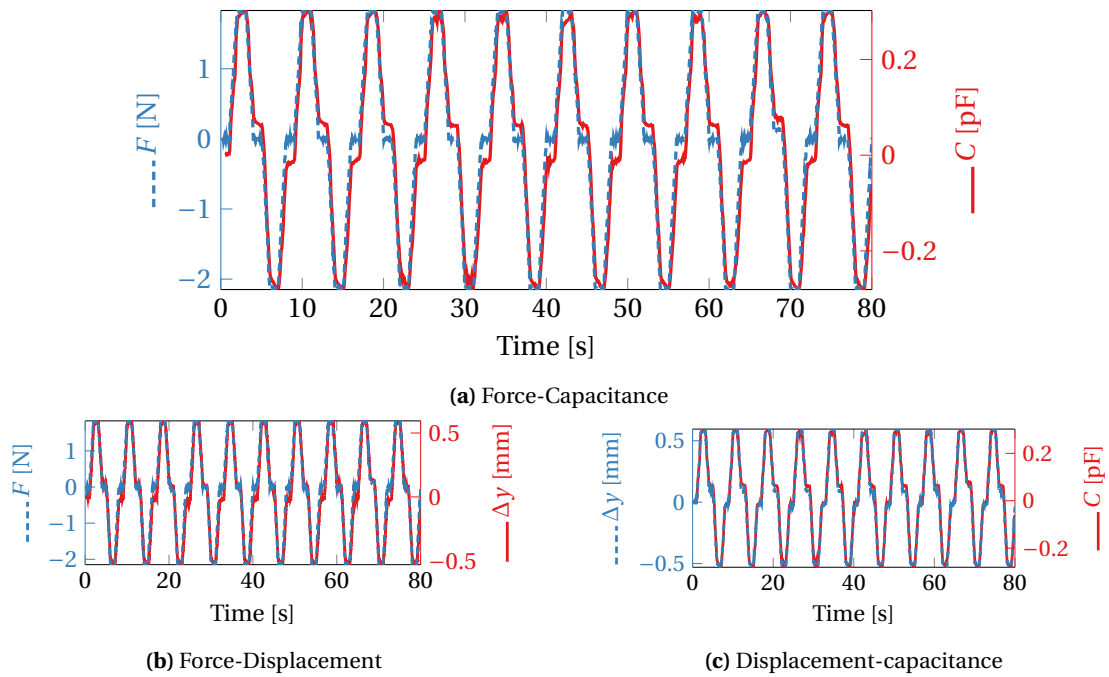 1
0
−1
−2
F [N]
0.2
0
−0.2
C [pF]
0 10 20 30 40 50 60 70 80
Time [s]
(a) Force-Capacitance
1
0
−1
−2
F [N]
0.5
0
−0.5
Δy [mm]
0 20 40 60 80
Time [s]
(b) Force-Displacement
0.5
0
−0.5
Δy [mm]
0.2
0
−0.2
C [pF]
0 20 40 60 80
Time [s]
(c) Displacement-capacitance